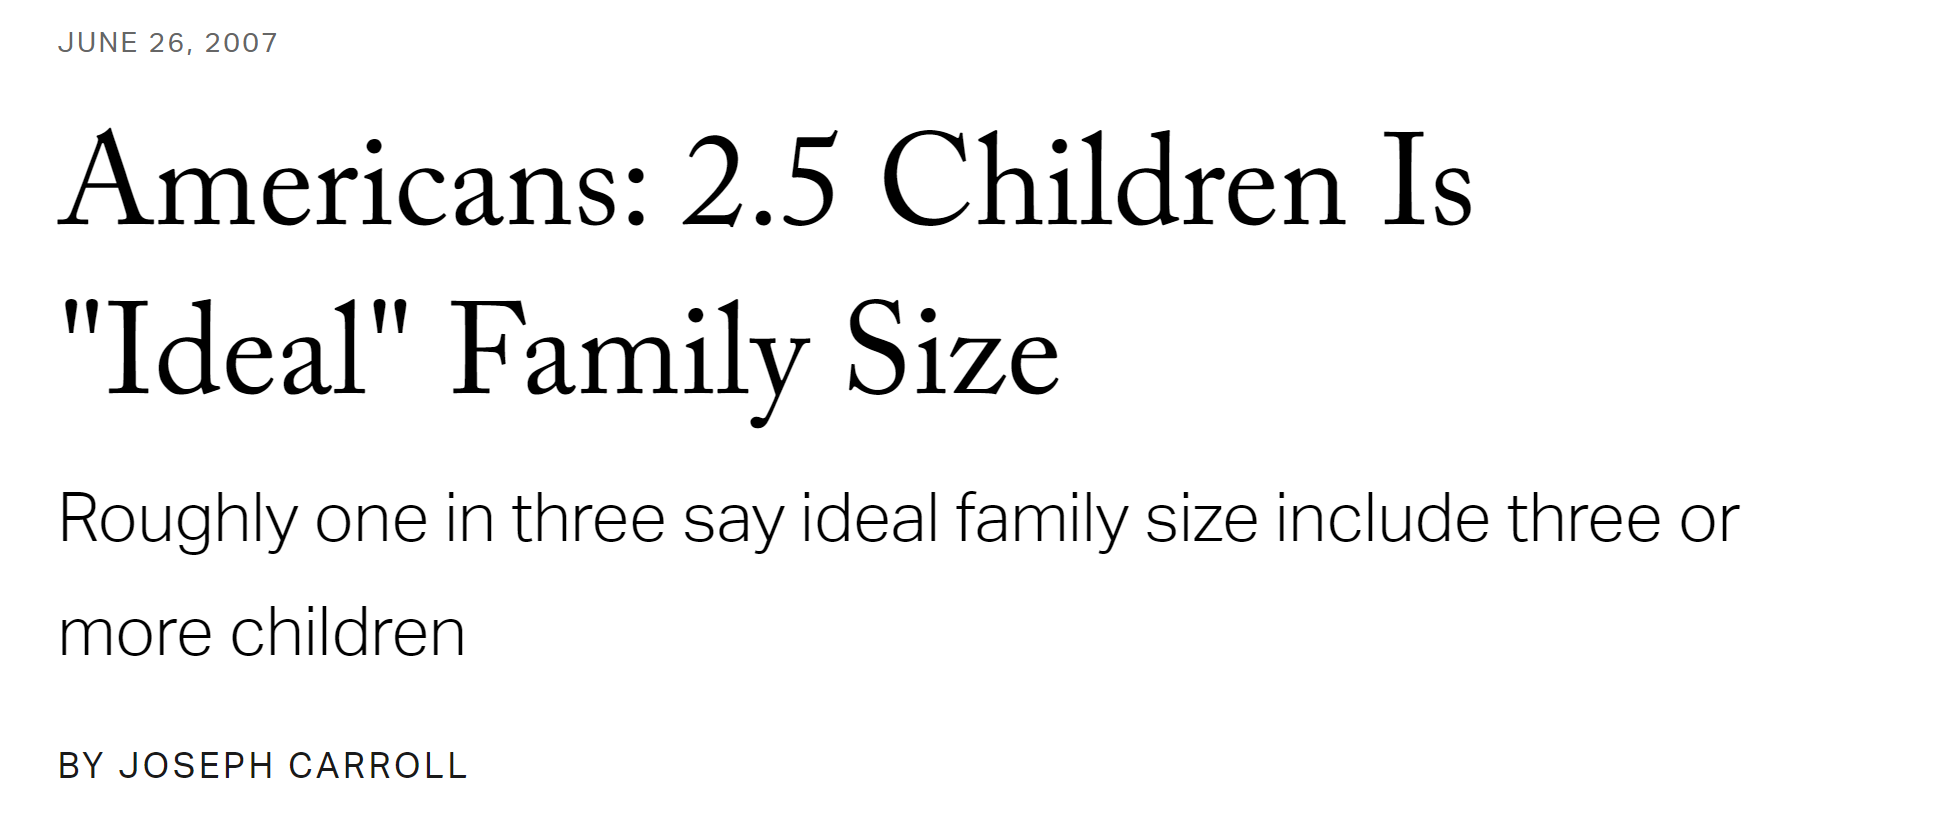 JUNE 26, 2007
Americans: 2.5 Children Is
"Ideal" Family Size
Roughly one in three say ideal family size include three or
more children
BY JOSEPH CARROLL